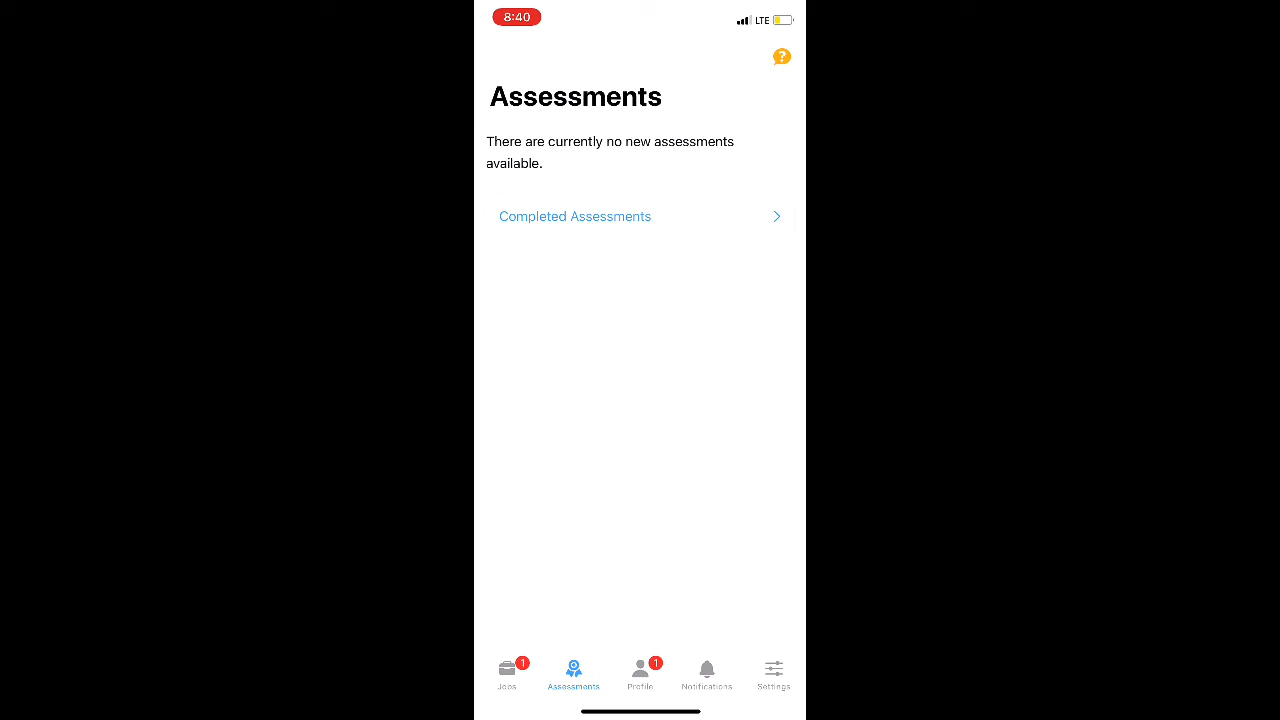 8:40
LTE
?
Assessments
There are currently no new assessments
available.
Completed Assessments
1
1
Jobs
Assessments
Profile
Notifications
Settings